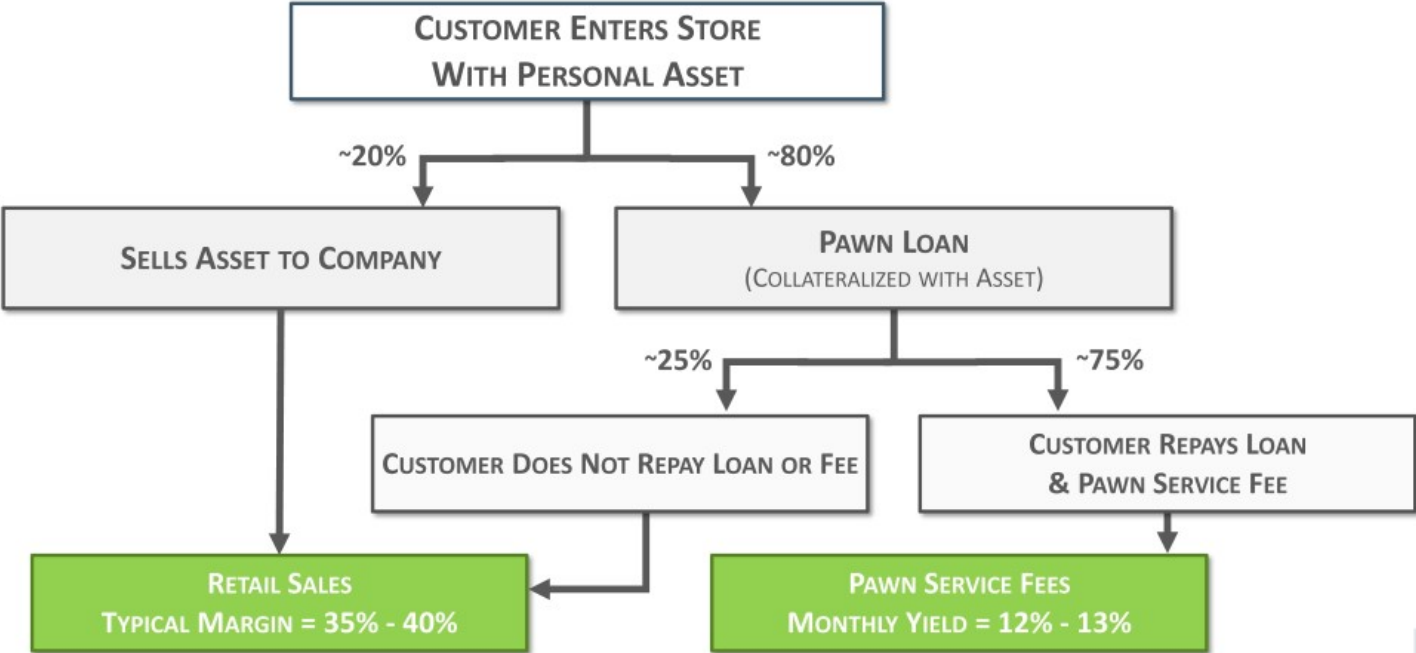 Customer Enters Store
With Personal Asset
~20%
~80%
Sells Asset to Company
Pawn Loan
(Collateralized with Asset)
~25%
~75%
Customer Does Not Repay Loan or Fee
Customer Repays Loan
& Pawn Service Fee
Retail Sales
Typical Margin = 35% - 40%
Pawn Service Fees
Monthly Yield = 12% - 13%